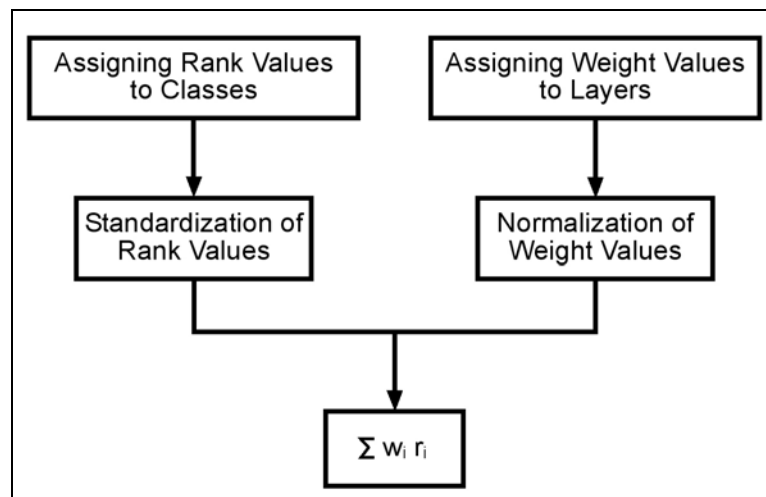 Assigning Rank Values
to Classes
Assigning Weight Values
to Layers
Standardization of
Rank Values
Normalization of
Weight Values
Σ wᵢ rᵢ